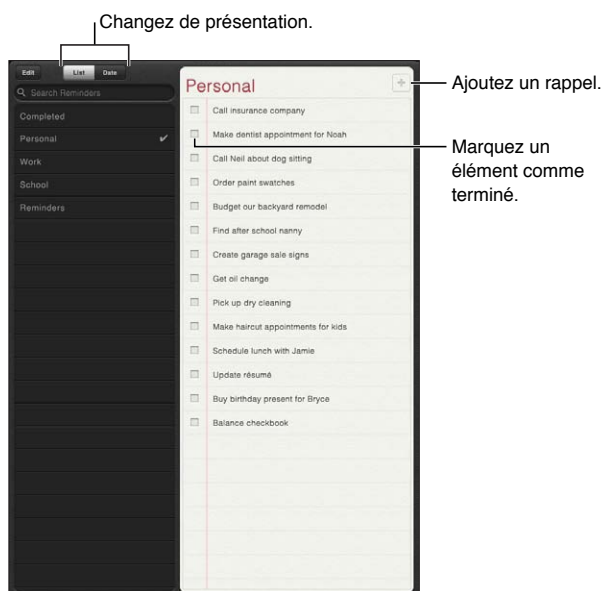 Changez de présentation.
Edit List Date
Search Reminders
Completed
Personal
Work
School
Reminders
Personal
Call insurance company
Make dentist appointment for Noah
Call Neil about dog sitting
Order paint swatches
Budget our backyard remodel
Find after school nanny
Create garage sale signs
Get oil change
Pick up dry cleaning
Make haircut appointments for kids
Schedule lunch with Jamie
Update résumé
Buy birthday present for Bryce
Balance checkbook
Ajoutez un rappel.
Marquez un
élément comme
terminé.